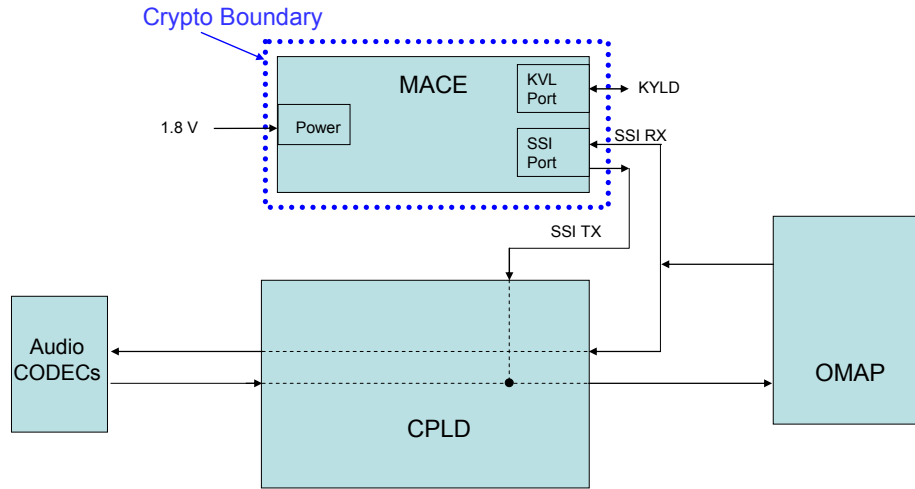 Crypto Boundary
MACE
KVL
Port
KYLD
1.8 V
Power
SSI
Port
SSI RX
SSI TX
Audio
CODECs
OMAP
CPLD